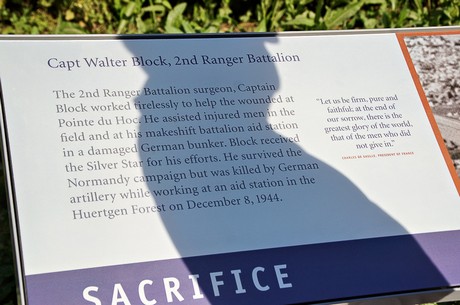 Capt Walter Block, 2nd Ranger Battalion
The 2nd Ranger Battalion surgeon, Captain
Block worked tirelessly to help the wounded at
Pointe du Hoc. He assisted injured men in the
field and at his makeshift battalion aid station
in a damaged German bunker. Block received
the Silver Star for his efforts. He survived the
Normandy campaign but was killed by German
artillery while working at an aid station in the
Huertgen Forest on December 8, 1944.
"Let us be firm, pure and
faithful; at the end of
our sorrow, there is the
greatest glory of the world,
that of the men who did
not give in."
CHARLES DE GAULLE, PRESIDENT OF FRANCE
SACRIFICE